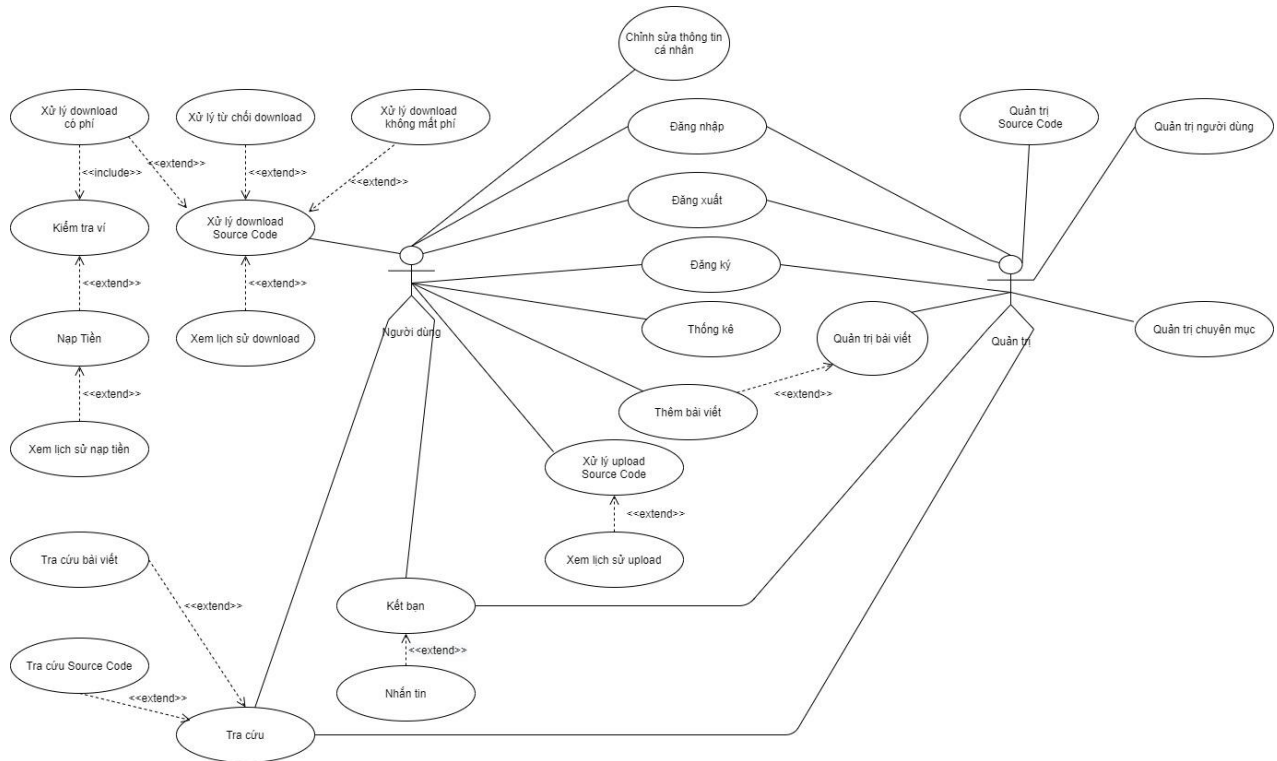 Chỉnh sửa thông tin
cá nhân
Xử lý download
có phí
Xử lý từ chối download
Xử lý download
không mất phí
Đăng nhập
Quản trị
Source Code
Quản trị người dùng
<<include>>
<<extend>>
<<extend>>
<<extend>>
Kiểm tra ví
Xử lý download
Source Code
Đăng xuất
Đăng ký
<<extend>>
<<extend>>
Nạp Tiền
Xem lịch sử download
Người dùng
Thống kê
Quản trị bài viết
Quản trị
Quản trị chuyên mục
<<extend>>
<<extend>>
Thêm bài viết
Xem lịch sử nạp tiền
Xử lý upload
Source Code
<<extend>>
Tra cứu bài viết
Xem lịch sử upload
<<extend>>
Kết bạn
<<extend>>
Tra cứu Source Code
<<extend>>
Nhắn tin
Tra cứu